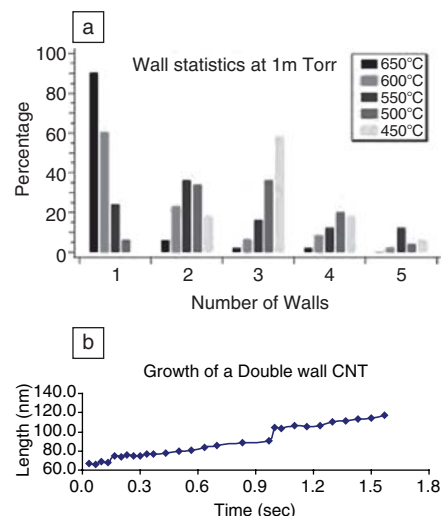 a
Wall statistics at 1m Torr
650°C
600°C
550°C
500°C
450°C
Percentage
100
80
60
40
20
0
1 2 3 4 5
Number of Walls
b
Growth of a Double wall CNT
Length (nm)
140.0
120.0
100.0
80.0
60.0
0.0 0.3 0.6 0.9 1.2 1.5 1.8
Time (sec)